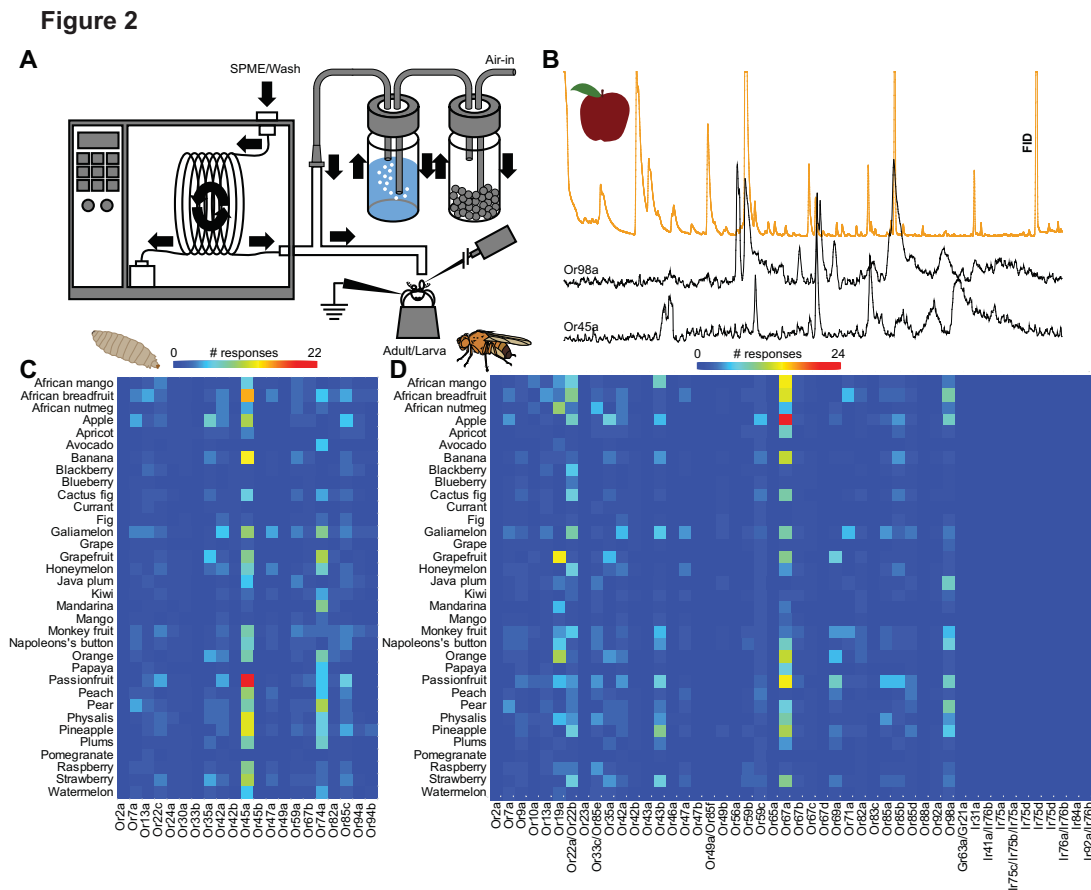 Figure 2
A
SPME/Wash
Air-in
Adult/Larva
B
FID
Or98a
Or45a
C
0 # responses 22
African mango
African breadfruit
African nutmeg
Apple
Apricot
Avocado
Banana
Blackberry
Blueberry
Cactus fig
Currant
Fig
Galiamelon
Grape
Grapefruit
Honeymelon
Java plum
Kiwi
Mandarina
Mango
Monkey fruit
Napoleons's button
Orange
Papaya
Passionfruit
Peach
Pear
Physalis
Pineapple
Plums
Pomegranate
Raspberry
Strawberry
Watermelon
Or2a
Or7a
Or13a
Or22c
Or24a
Or30a
Or33a
Or33b
Or35a
Or42a
Or42b
Or45a
Or45b
Or47a
Or49a
Or59a
Or67b
Or74a
Or82a
Or85c
Or94a
Or94b
D
0 # responses 24
African mango
African breadfruit
African nutmeg
Apple
Apricot
Avocado
Banana
Blackberry
Blueberry
Cactus fig
Currant
Fig
Galiamelon
Grape
Grapefruit
Honeymelon
Java plum
Kiwi
Mandarina
Mango
Monkey fruit
Napoleons's button
Orange
Papaya
Passionfruit
Peach
Pear
Physalis
Pineapple
Plums
Pomegranate
Raspberry
Strawberry
Watermelon
Or2a
Or7a
Or9a
Or10a
Or13a
Or19a
Or22a/Or22b
Or23a
Or33c/Or85e
Or35a
Or42a
Or42b
Or43a
Or43b
Or46a
Or47a
Or47b
Or49a/Or85f
Or49b
Or56a
Or59b
Or59c
Or65a
Or67a
Or67b
Or67c
Or67d
Or69a
Or71a
Or82a
Or83c
Or85a
Or85b
Or85d
Or88a
Or92a
Or98a
Gr63a/Gr21a
Ir31a
Ir41a/Ir76b
Ir75a
Ir75c/Ir75b/Ir75a
Ir75d
Ir75d
Ir75d
Ir76a/Ir76b
Ir84a
Ir92a/Ir76b